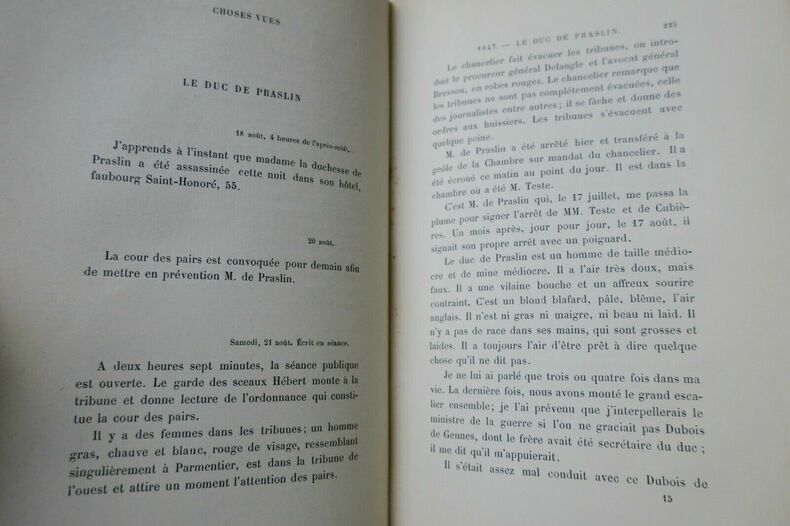 CHOSES VUES
LE DUC DE PRASLIN
18 août, 4 heures de l'après-midi.
J'apprends à l'instant que madame la duchesse de
Praslin a été assassinée cette nuit dans son hôtel,
faubourg Saint-Honoré, 55.
20 août.
La cour des pairs est convoquée pour demain afin
de mettre en prévention M. de Praslin.
Samedi, 21 août. Écrit en séance.
A deux heures sept minutes, la séance publique
est ouverte. Le garde des sceaux Hébert monte à la
tribune et donne lecture de l'ordonnance qui consti-
tue la cour des pairs.
Il y a des femmes dans les tribunes; un homme
gras, chauve et blanc, rouge de visage, ressemblant
singulièrement à Parmentier, est dans la tribune de
l'ouest et attire un moment l'attention des pairs.
1847. — LE DUC DE PRASLIN. 225
Le chancelier fait évacuer les tribunes, on intro-
duit le procureur général Delangle et l'avocat général
Bresson, en robes rouges. Le chancelier remarque que
les tribunes ne sont pas complètement évacuées, celle
des journalistes entre autres; il se fâche et donne des
ordres aux huissiers. Les tribunes s'évacuent avec
quelque peine.
M. de Praslin a été arrêté hier et transféré à la
geôle de la Chambre sur mandat du chancelier. Il a
été écroué ce matin au point du jour. Il est dans la
chambre où a été M. Teste.
C'est M. de Praslin qui, le 17 juillet, me passa la
plume pour signer l'arrêt de MM. Teste et de Cubiè-
res. Un mois après, jour pour jour, le 17 août, il
signait son propre arrêt avec un poignard.
Le duc de Praslin est un homme de taille médio-
cre et de mine médiocre. Il a l'air très doux, mais
faux. Il a une vilaine bouche et un affreux sourire
contraint. C'est un blond blafard, pâle, blême, l'air
anglais. Il n'est ni gras ni maigre, ni beau ni laid. Il
n'y a pas de race dans ses mains, qui sont grosses et
laides. Il a toujours l'air d'être prêt à dire quelque
chose qu'il ne dit pas.
Je ne lui ai parlé que trois ou quatre fois dans ma
vie. La dernière fois, nous avons monté le grand esca-
lier ensemble; je l'ai prévenu que j'interpellerais le
ministre de la guerre si l'on ne graciait pas Dubois
de Gennes, dont le frère avait été secrétaire du duc;
il me dit qu'il m'appuierait.
Il s'était assez mal conduit avec ce Dubois de
15